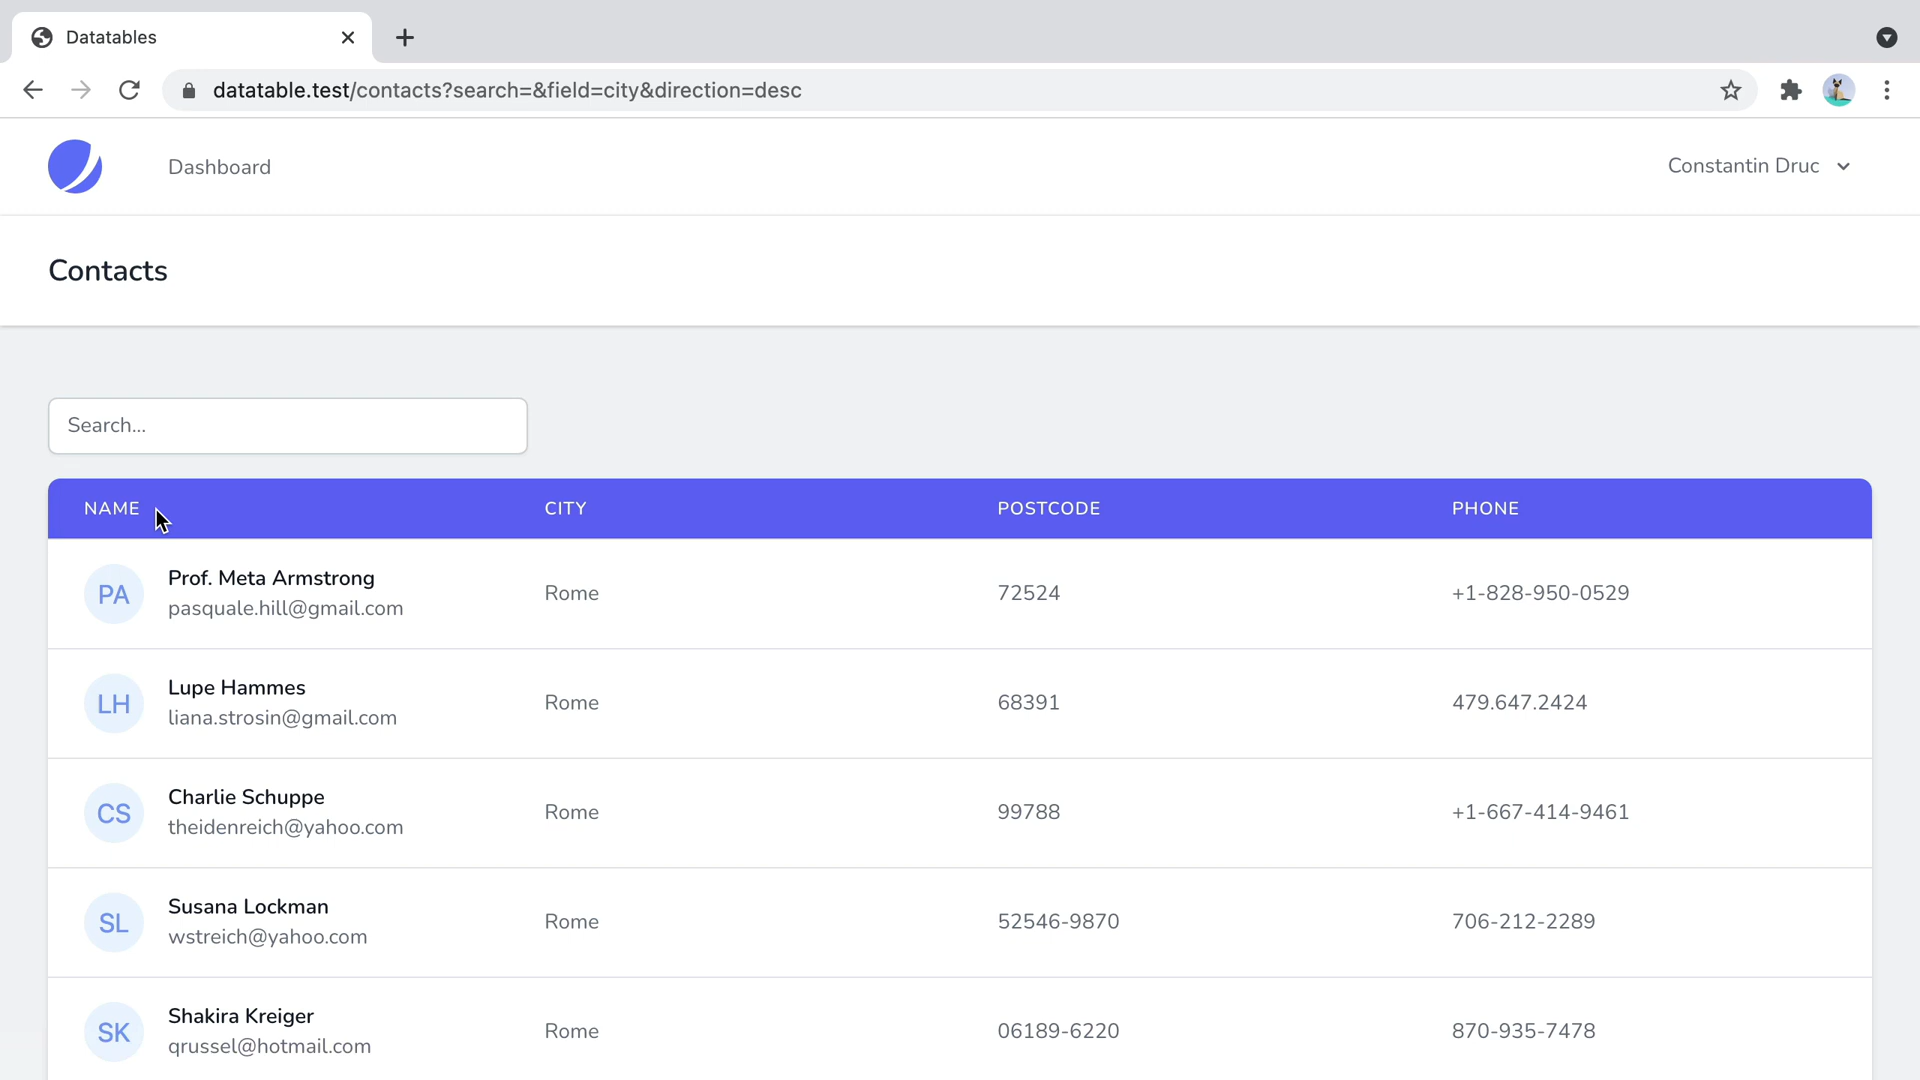 Datatables
datatable.test/contacts?search=&field=city&direction=desc
Dashboard
Constantin Druc
Contacts
Search...
NAME CITY POSTCODE PHONE
PA Prof. Meta Armstrong Rome 72524 +1-828-950-0529
pasquale.hill@gmail.com
LH Lupe Hammes Rome 68391 479.647.2424
liana.strosin@gmail.com
CS Charlie Schuppe Rome 99788 +1-667-414-9461
theidenreich@yahoo.com
SL Susana Lockman Rome 52546-9870 706-212-2289
wstreich@yahoo.com
SK Shakira Kreiger Rome 06189-6220 870-935-7478
qrussel@hotmail.com